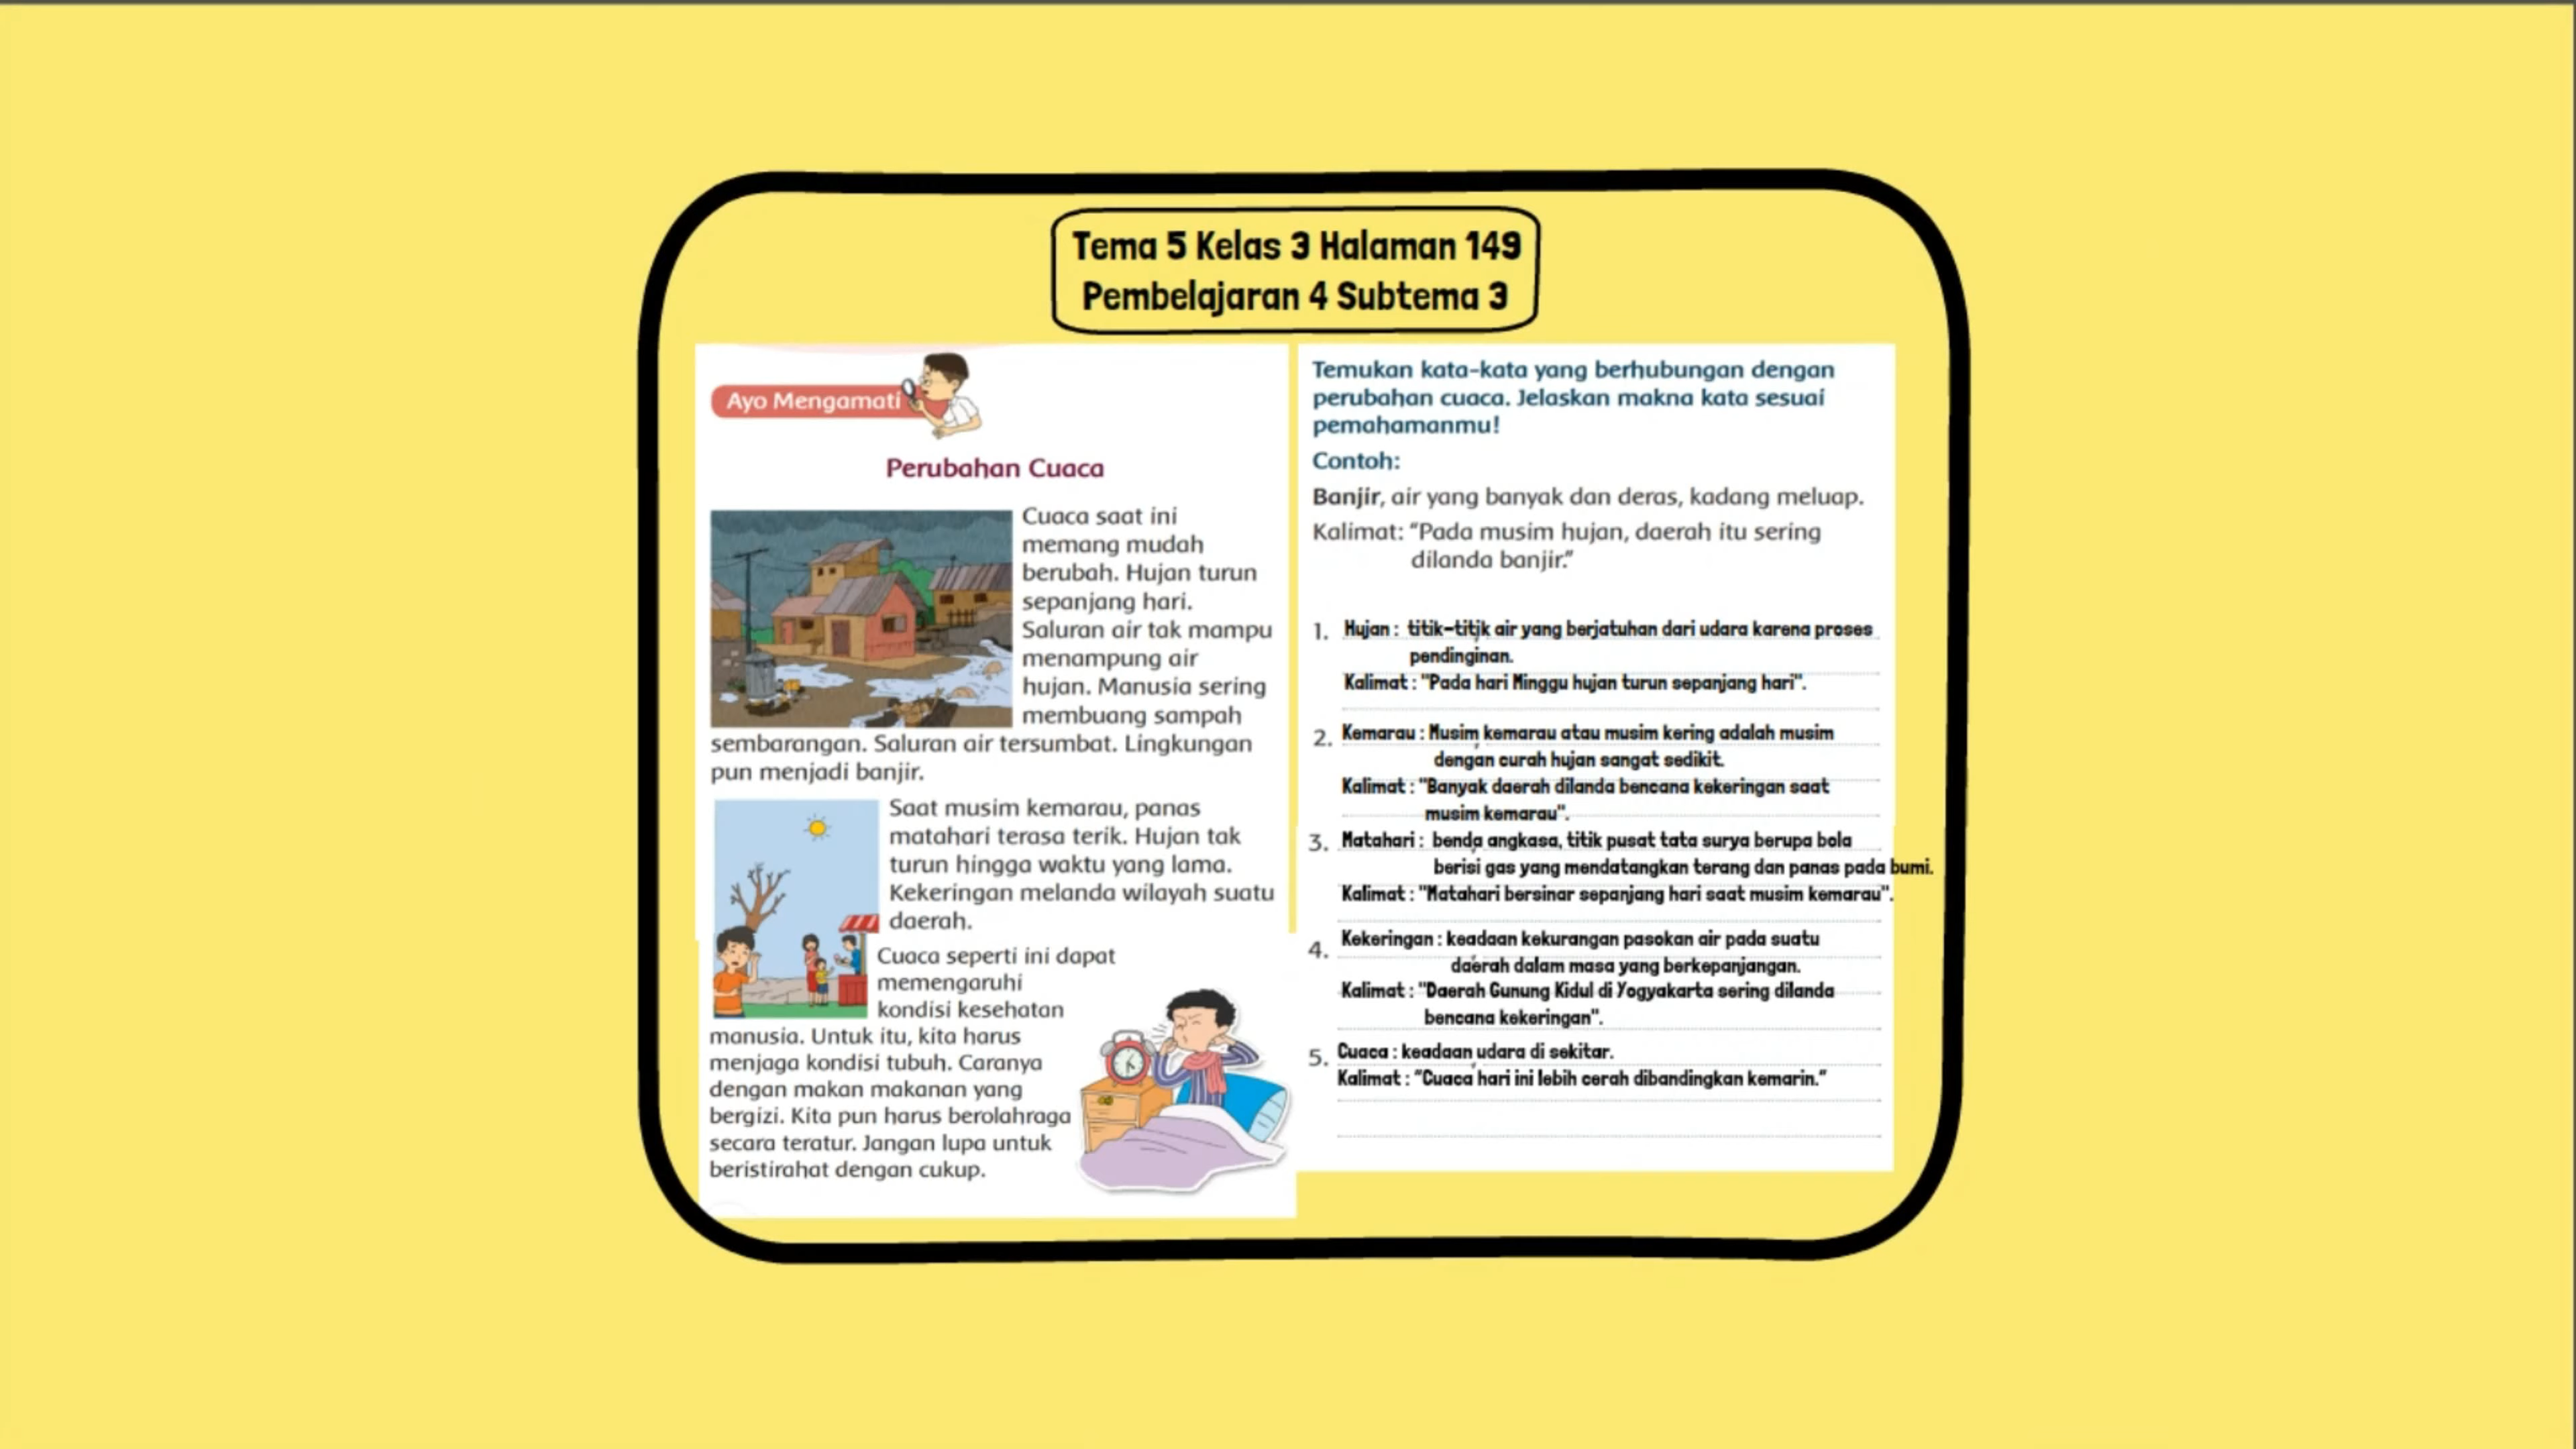 Tema 5 Kelas 3 Halaman 149
Pembelajaran 4 Subtema 3
Ayo Mengamati
Perubahan Cuaca
Cuaca saat ini
memang mudah
berubah. Hujan turun
sepanjang hari.
Saluran air tak mampu
menampung air
hujan. Manusia sering
membuang sampah
sembarangan. Saluran air tersumbat. Lingkungan
pun menjadi banjir.
Saat musim kemarau, panas
matahari terasa terik. Hujan tak
turun hingga waktu yang lama.
Kekeringan melanda wilayah suatu
daerah.
Cuaca seperti ini dapat
memengaruhi
kondisi kesehatan
manusia. Untuk itu, kita harus
menjaga kondisi tubuh. Caranya
dengan makan makanan yang
bergizi. Kita pun harus berolahraga
secara teratur. Jangan lupa untuk
beristirahat dengan cukup.
Temukan kata-kata yang berhubungan dengan
perubahan cuaca. Jelaskan makna kata sesuai
pemahamanmu!
Contoh:
Banjir, air yang banyak dan deras, kadang meluap.
Kalimat: “Pada musim hujan, daerah itu sering
dilanda banjir.”
1. Hujan : titik-titik air yang berjatuhan dari udara karena proses
pendinginan.
Kalimat : "Pada hari Minggu hujan turun sepanjang hari".
2. Kemarau : Musim kemarau atau musim kering adalah musim
dengan curah hujan sangat sedikit.
Kalimat : "Banyak daerah dilanda bencana kekeringan saat
musim kemarau".
3. Matahari : benda angkasa, titik pusat tata surya berupa bola
berisi gas yang mendatangkan terang dan panas pada bumi.
Kalimat : "Matahari bersinar sepanjang hari saat musim kemarau".
4. Kekeringan : keadaan kekurangan pasokan air pada suatu
daerah dalam masa yang berkepanjangan.
Kalimat : "Daerah Gunung Kidul di Yogyakarta sering dilanda
bencana kekeringan".
5. Cuaca : keadaan udara di sekitar.
Kalimat : “Cuaca hari ini lebih cerah dibandingkan kemarin.”